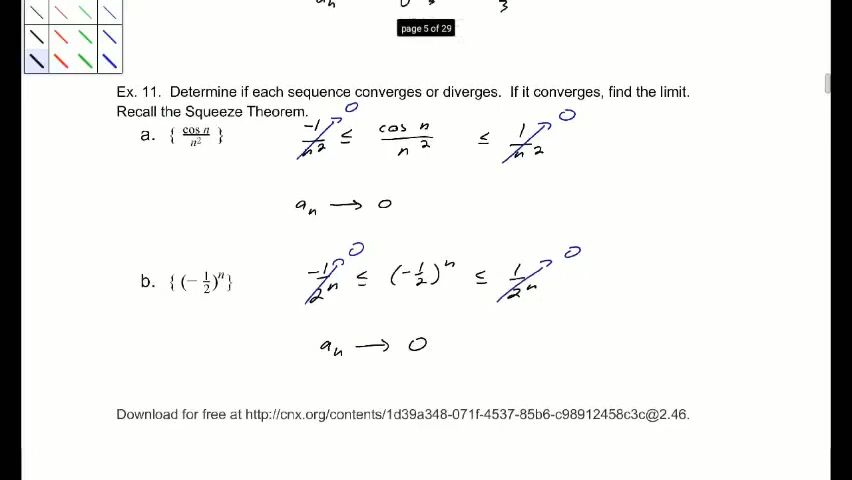 aₙ 0 3
page 5 of 29
Ex. 11. Determine if each sequence converges or diverges. If it converges, find the limit.
Recall the Squeeze Theorem.
a. { cos n / n² } -1/n² → 0 ≤ cos n / n² ≤ 1/n² → 0
aₙ → 0
b. { (-1/2)ⁿ } -1/2ⁿ → 0 ≤ (-1/2)ⁿ ≤ 1/2ⁿ → 0
aₙ → 0
Download for free at http://cnx.org/contents/1d39a348-071f-4537-85b6-c98912458c3c@2.46.